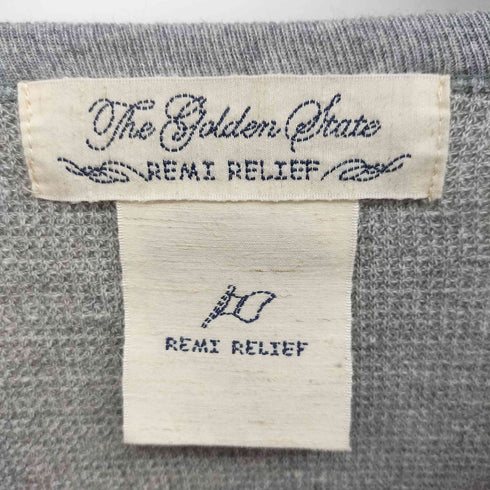 The Golden State
REMI RELIEF
REMI RELIEF